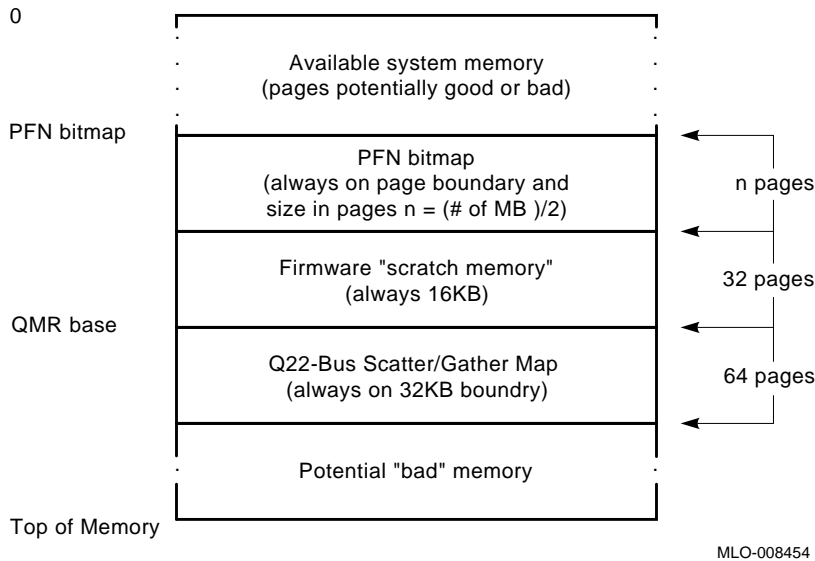 0
Available system memory
(pages potentially good or bad)
PFN bitmap
PFN bitmap
(always on page boundary and
size in pages n = (# of MB )/2)
n pages
Firmware "scratch memory"
(always 16KB)
32 pages
QMR base
Q22-Bus Scatter/Gather Map
(always on 32KB boundry)
64 pages
Potential "bad" memory
Top of Memory
MLO-008454